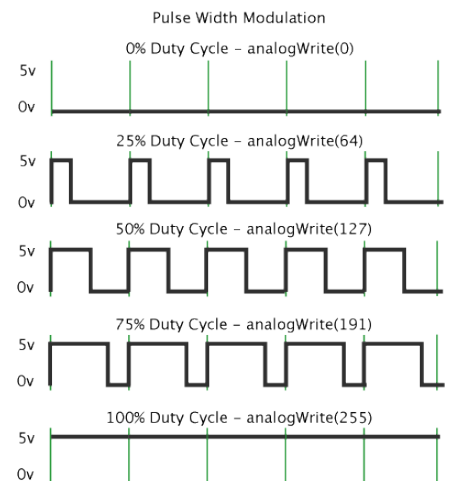 Pulse Width Modulation
0% Duty Cycle – analogWrite(0)
5v
0v
25% Duty Cycle – analogWrite(64)
5v
0v
50% Duty Cycle – analogWrite(127)
5v
0v
75% Duty Cycle – analogWrite(191)
5v
0v
100% Duty Cycle – analogWrite(255)
5v
0v